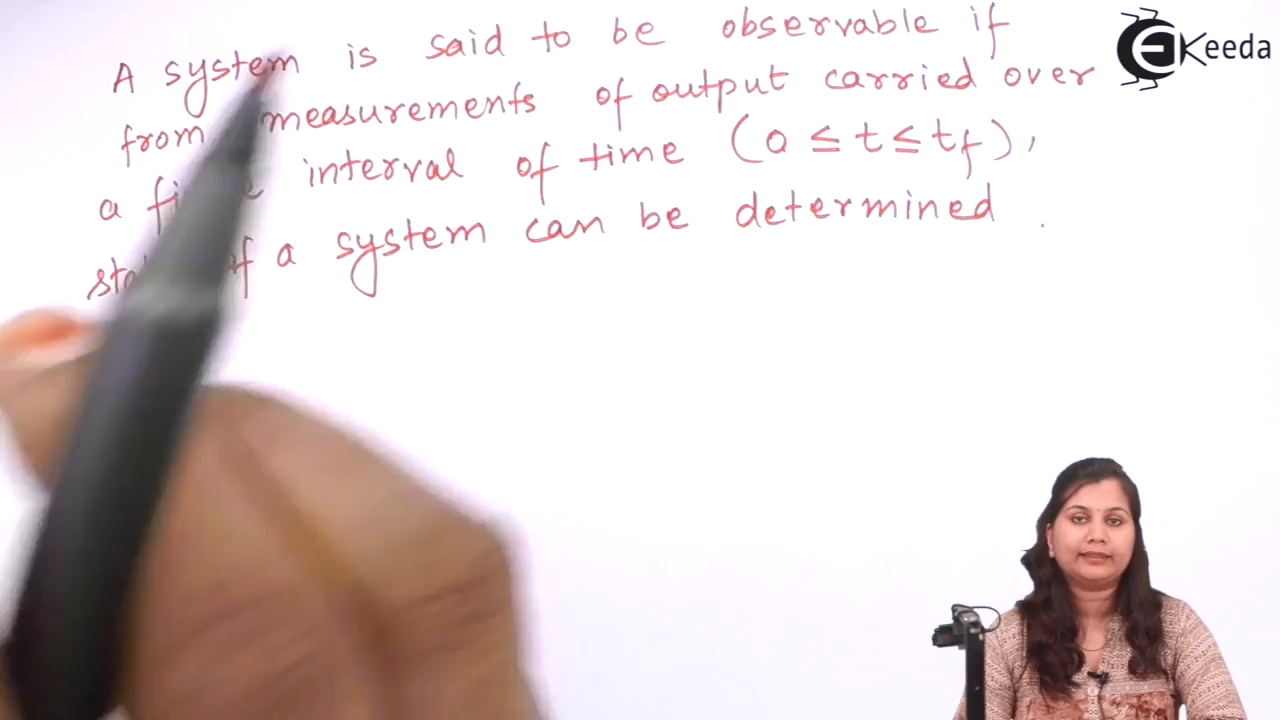 A system is said to be observable if
from measurements of output carried over
a interval of time (0 ≤ t ≤ tf),
of a system can be determined .
EKeeda